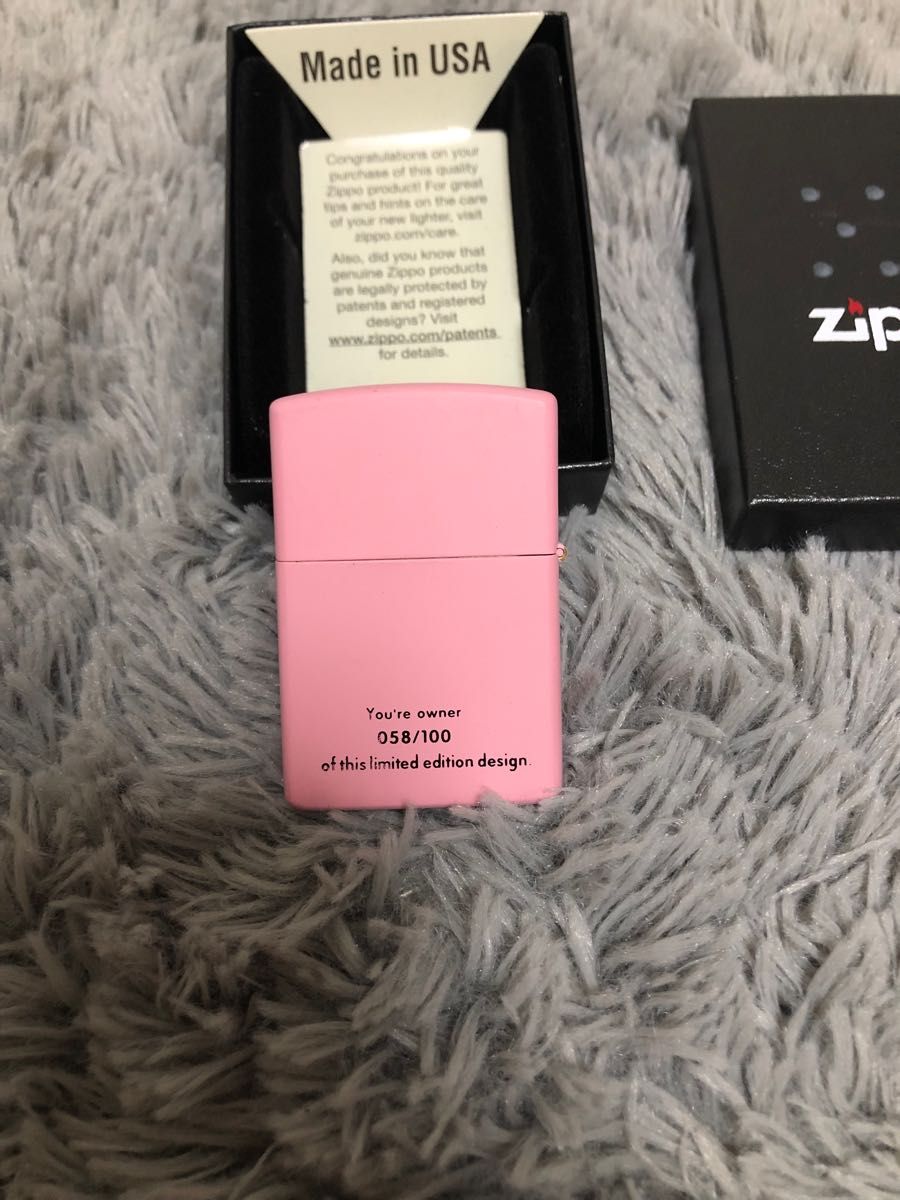 Made in USA
Congratulations on your
purchase of this quality
Zippo product! For great
tips and hints on the care
of your new lighter, visit
zippo.com/care.
Also, did you know that
genuine Zippo products
are legally protected by
patents and registered
designs? Visit
www.zippo.com/patents
for details.
zip
You're owner
058/100
of this limited edition design.